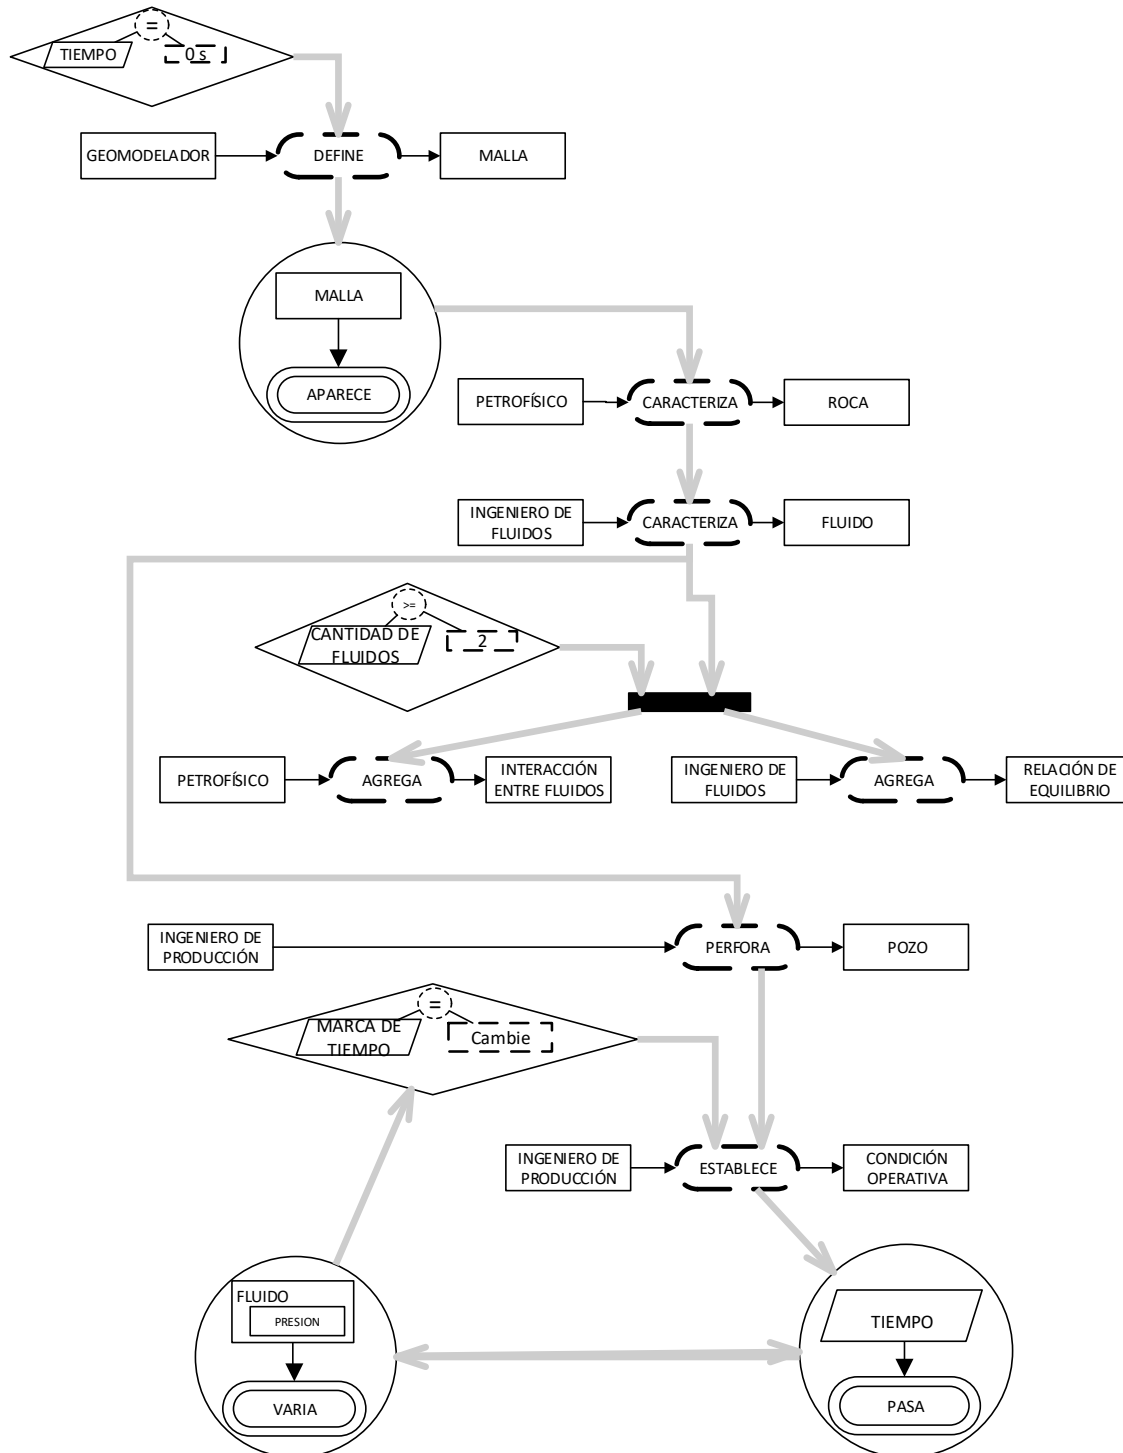 =
TIEMPO
0 s
GEOMODELADOR
DEFINE
MALLA
MALLA
APARECE
PETROFÍSICO
CARACTERIZA
ROCA
INGENIERO DE
FLUIDOS
CARACTERIZA
FLUIDO
>=
CANTIDAD DE
FLUIDOS
2
PETROFÍSICO
AGREGA
INTERACCIÓN
ENTRE FLUIDOS
INGENIERO DE
FLUIDOS
AGREGA
RELACIÓN DE
EQUILIBRIO
INGENIERO DE
PRODUCCIÓN
PERFORA
POZO
=
MARCA DE
TIEMPO
Cambie
INGENIERO DE
PRODUCCIÓN
ESTABLECE
CONDICIÓN
OPERATIVA
FLUIDO
PRESION
VARIA
TIEMPO
PASA